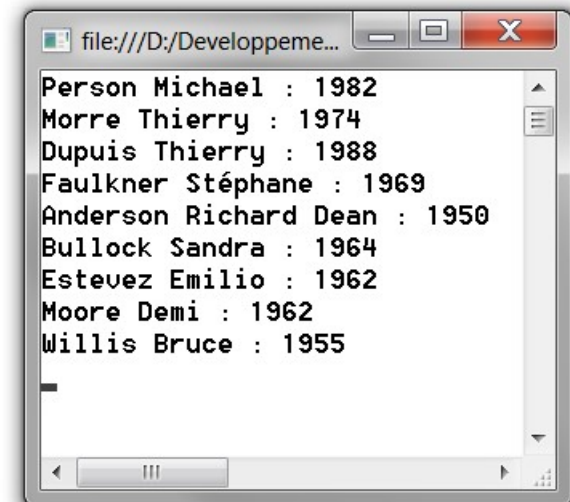 file:///D:/Developpeme...
Person Michael : 1982
Morre Thierry : 1974
Dupuis Thierry : 1988
Faulkner Stéphane : 1969
Anderson Richard Dean : 1950
Bullock Sandra : 1964
Estevez Emilio : 1962
Moore Demi : 1962
Willis Bruce : 1955